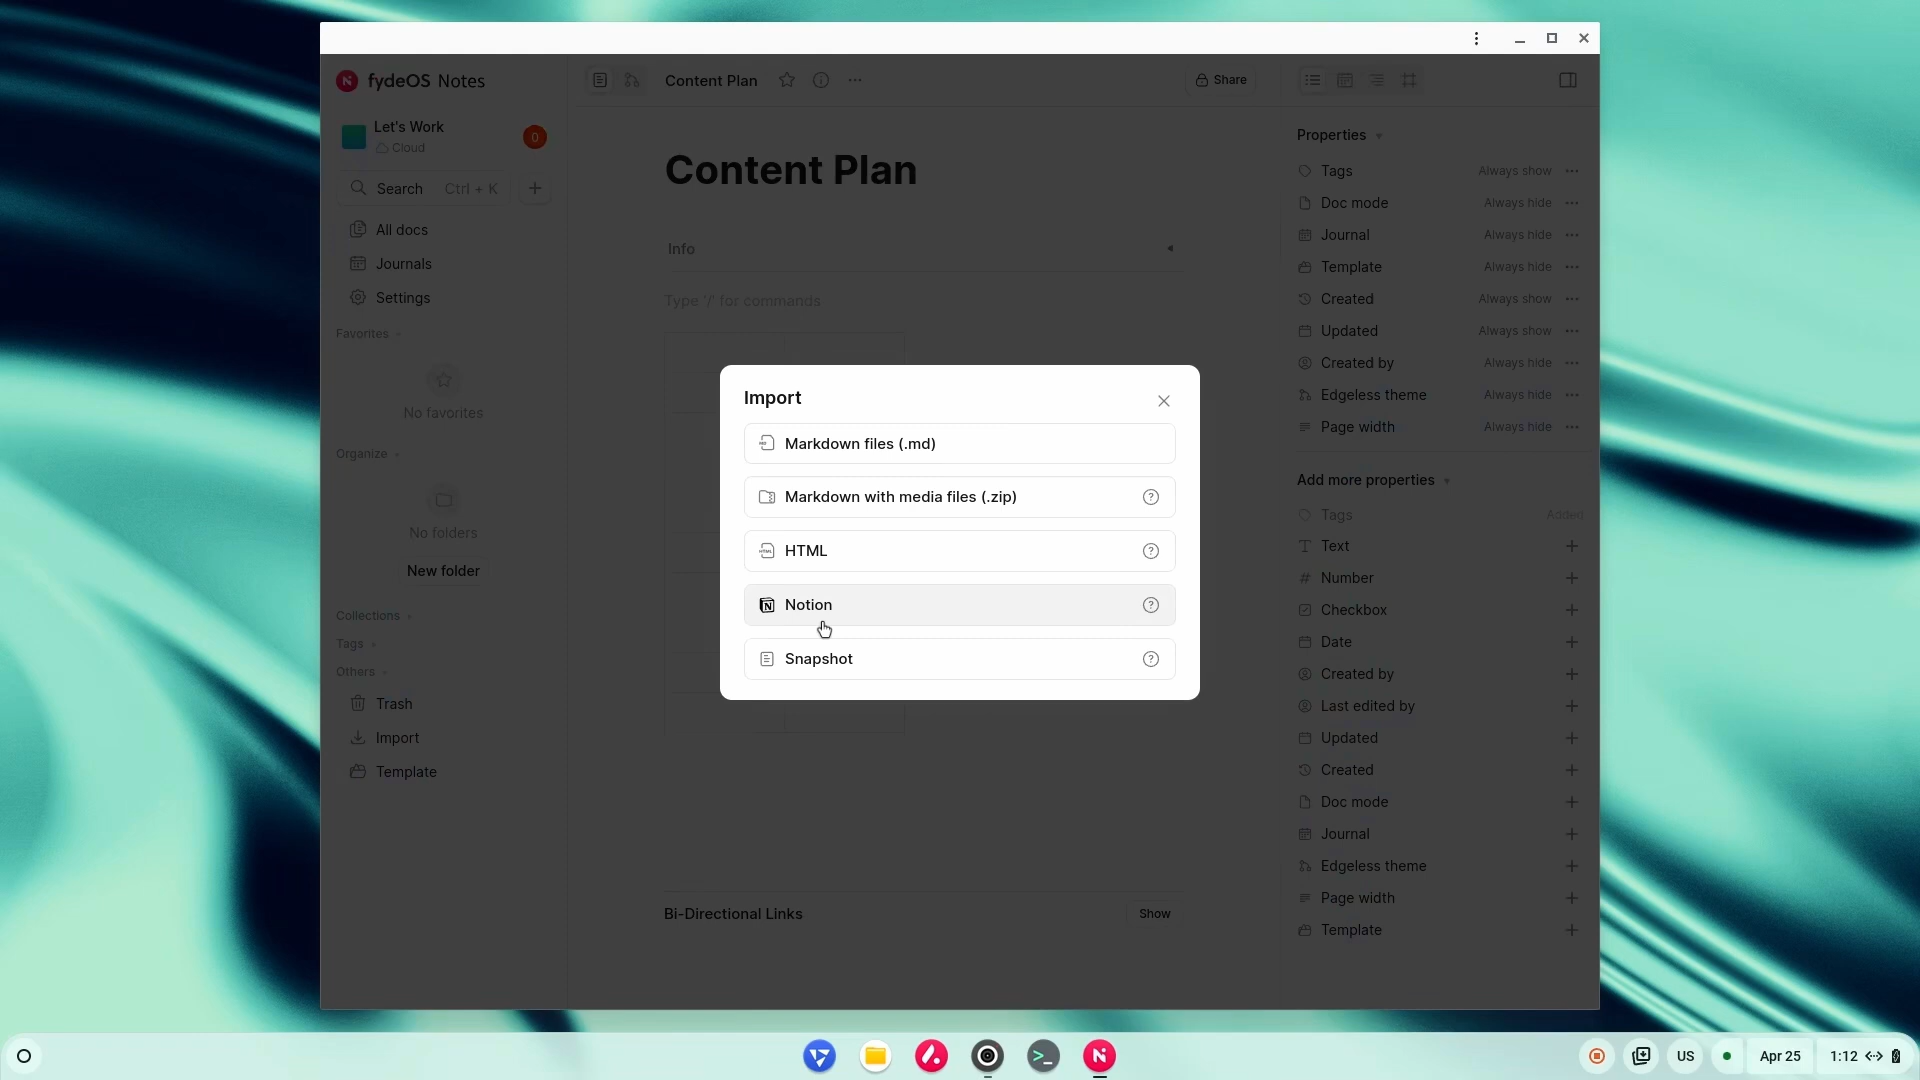 fydeOS Notes
Let's Work
Cloud
0
Search Ctrl + K
All docs
Journals
Settings
Favorites
No favorites
Organize
No folders
New folder
Collections
Tags
Others
Trash
Import
Template
Content Plan
Share
Content Plan
Info
Type '/' for commands
Bi-Directional Links
Show
Import
Markdown files (.md)
Markdown with media files (.zip)
HTML
Notion
Snapshot
Properties
Tags Always show
Doc mode Always hide
Journal Always hide
Template Always hide
Created Always show
Updated Always show
Created by Always hide
Edgeless theme Always hide
Page width Always hide
Add more properties
Tags Added
Text
Number
Checkbox
Date
Created by
Last edited by
Updated
Created
Doc mode
Journal
Edgeless theme
Page width
Template
US
Apr 25
1:12